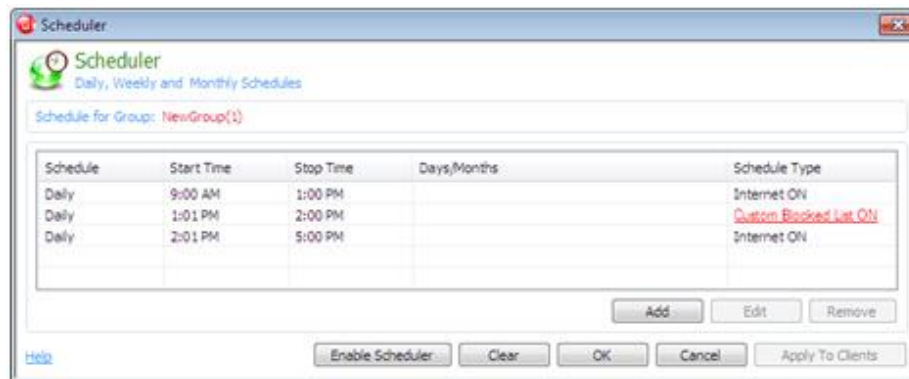 Scheduler
Scheduler
Daily, Weekly and Monthly Schedules
Schedule for Group: NewGroup(1)
Schedule Start Time Stop Time Days/Months Schedule Type
Daily 9:00 AM 1:00 PM Internet ON
Daily 1:01 PM 2:00 PM Custom Blocked List ON
Daily 2:01 PM 5:00 PM Internet ON
Add Edit Remove
Help Enable Scheduler Clear OK Cancel Apply To Clients